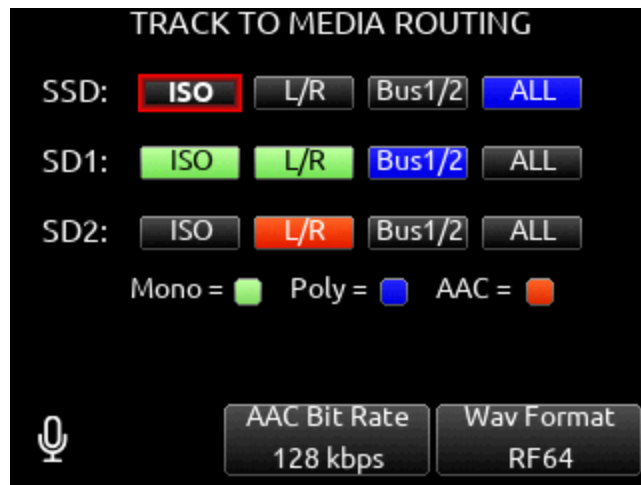 TRACK TO MEDIA ROUTING
SSD: ISO L/R Bus1/2 ALL
SD1: ISO L/R Bus1/2 ALL
SD2: ISO L/R Bus1/2 ALL
Mono = Poly = AAC =
AAC Bit Rate Wav Format
128 kbps RF64